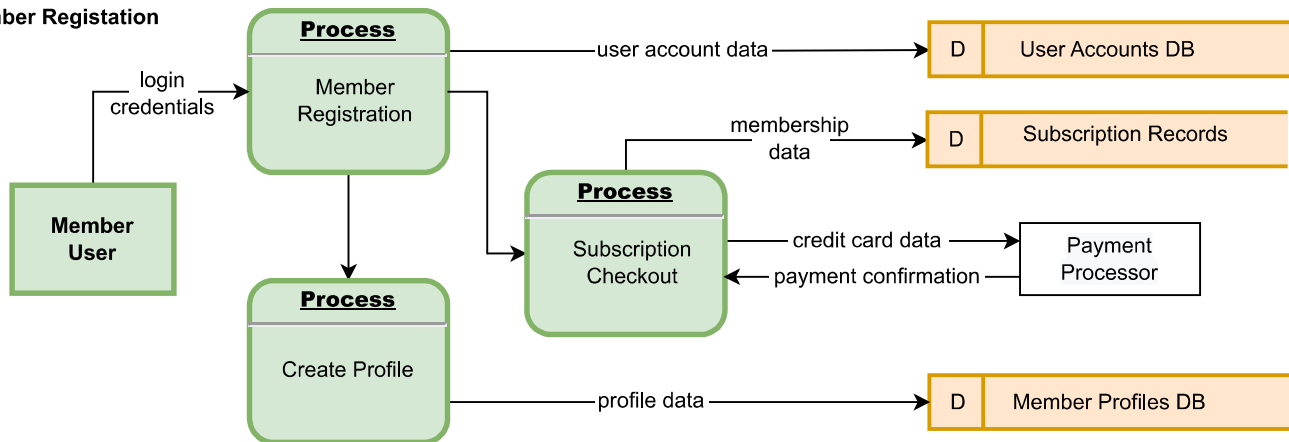 nber Registation
Process
Member
Registration
login
credentials
Member
User
user account data
D
User Accounts DB
membership
data
D
Subscription Records
Process
Subscription
Checkout
credit card data
payment confirmation
Payment
Processor
Process
Create Profile
profile data
D
Member Profiles DB